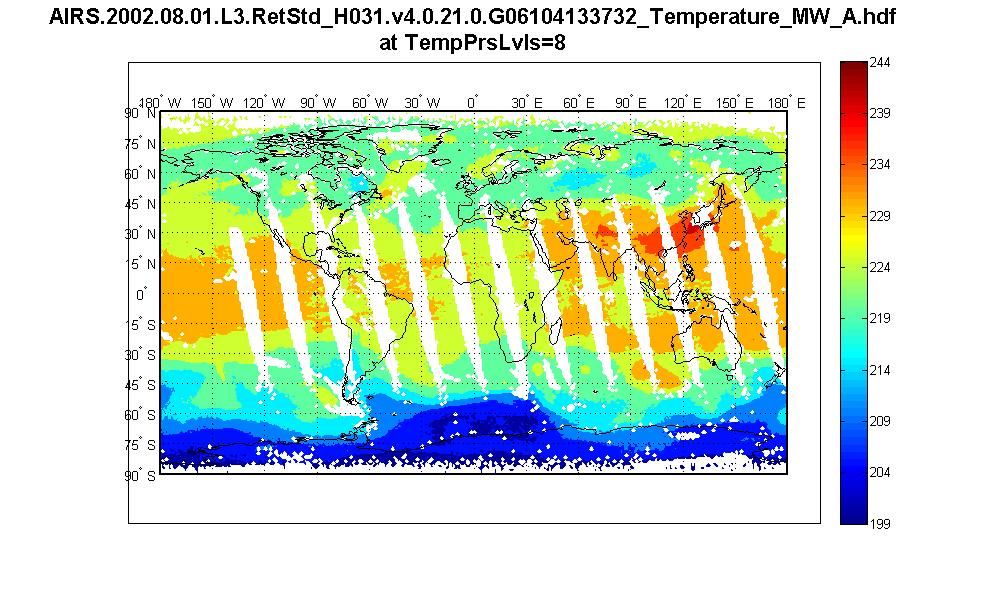 AIRS.2002.08.01.L3.RetStd_H031.v4.0.21.0.G06104133732_Temperature_MW_A.hdf
at TempPrsLvls=8
180° W 150° W 120° W 90° W 60° W 30° W 0° 30° E 60° E 90° E 120° E 150° E 180° E
90° N
75° N
60° N
45° N
30° N
15° N
0°
15° S
30° S
45° S
60° S
75° S
90° S
244
239
234
229
224
219
214
209
204
199